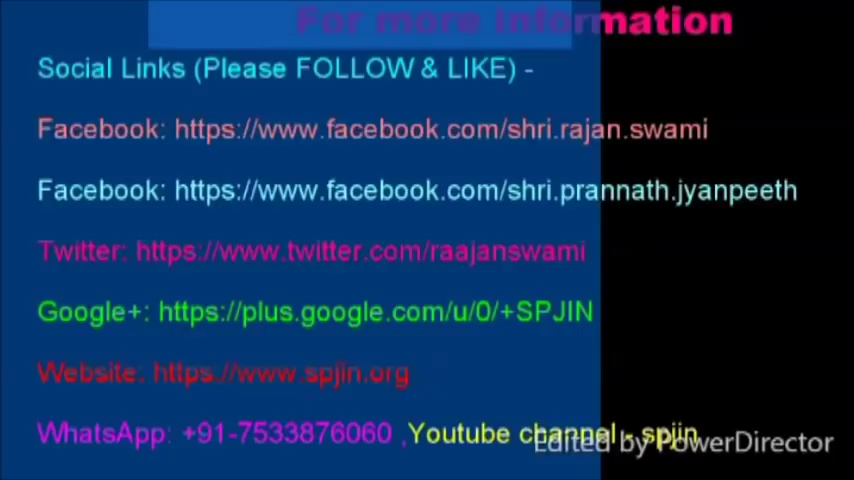 For more information
Social Links (Please FOLLOW & LIKE) -
Facebook: https://www.facebook.com/shri.rajan.swami
Facebook: https://www.facebook.com/shri.prannath.jyanpeeth
Twitter: https://www.twitter.com/raajanswami
Google+: https://plus.google.com/u/0/+SPJIN
Website: https://www.spjin.org
WhatsApp: +91-7533876060 ,Youtube channel - spjin
Edited by PowerDirector